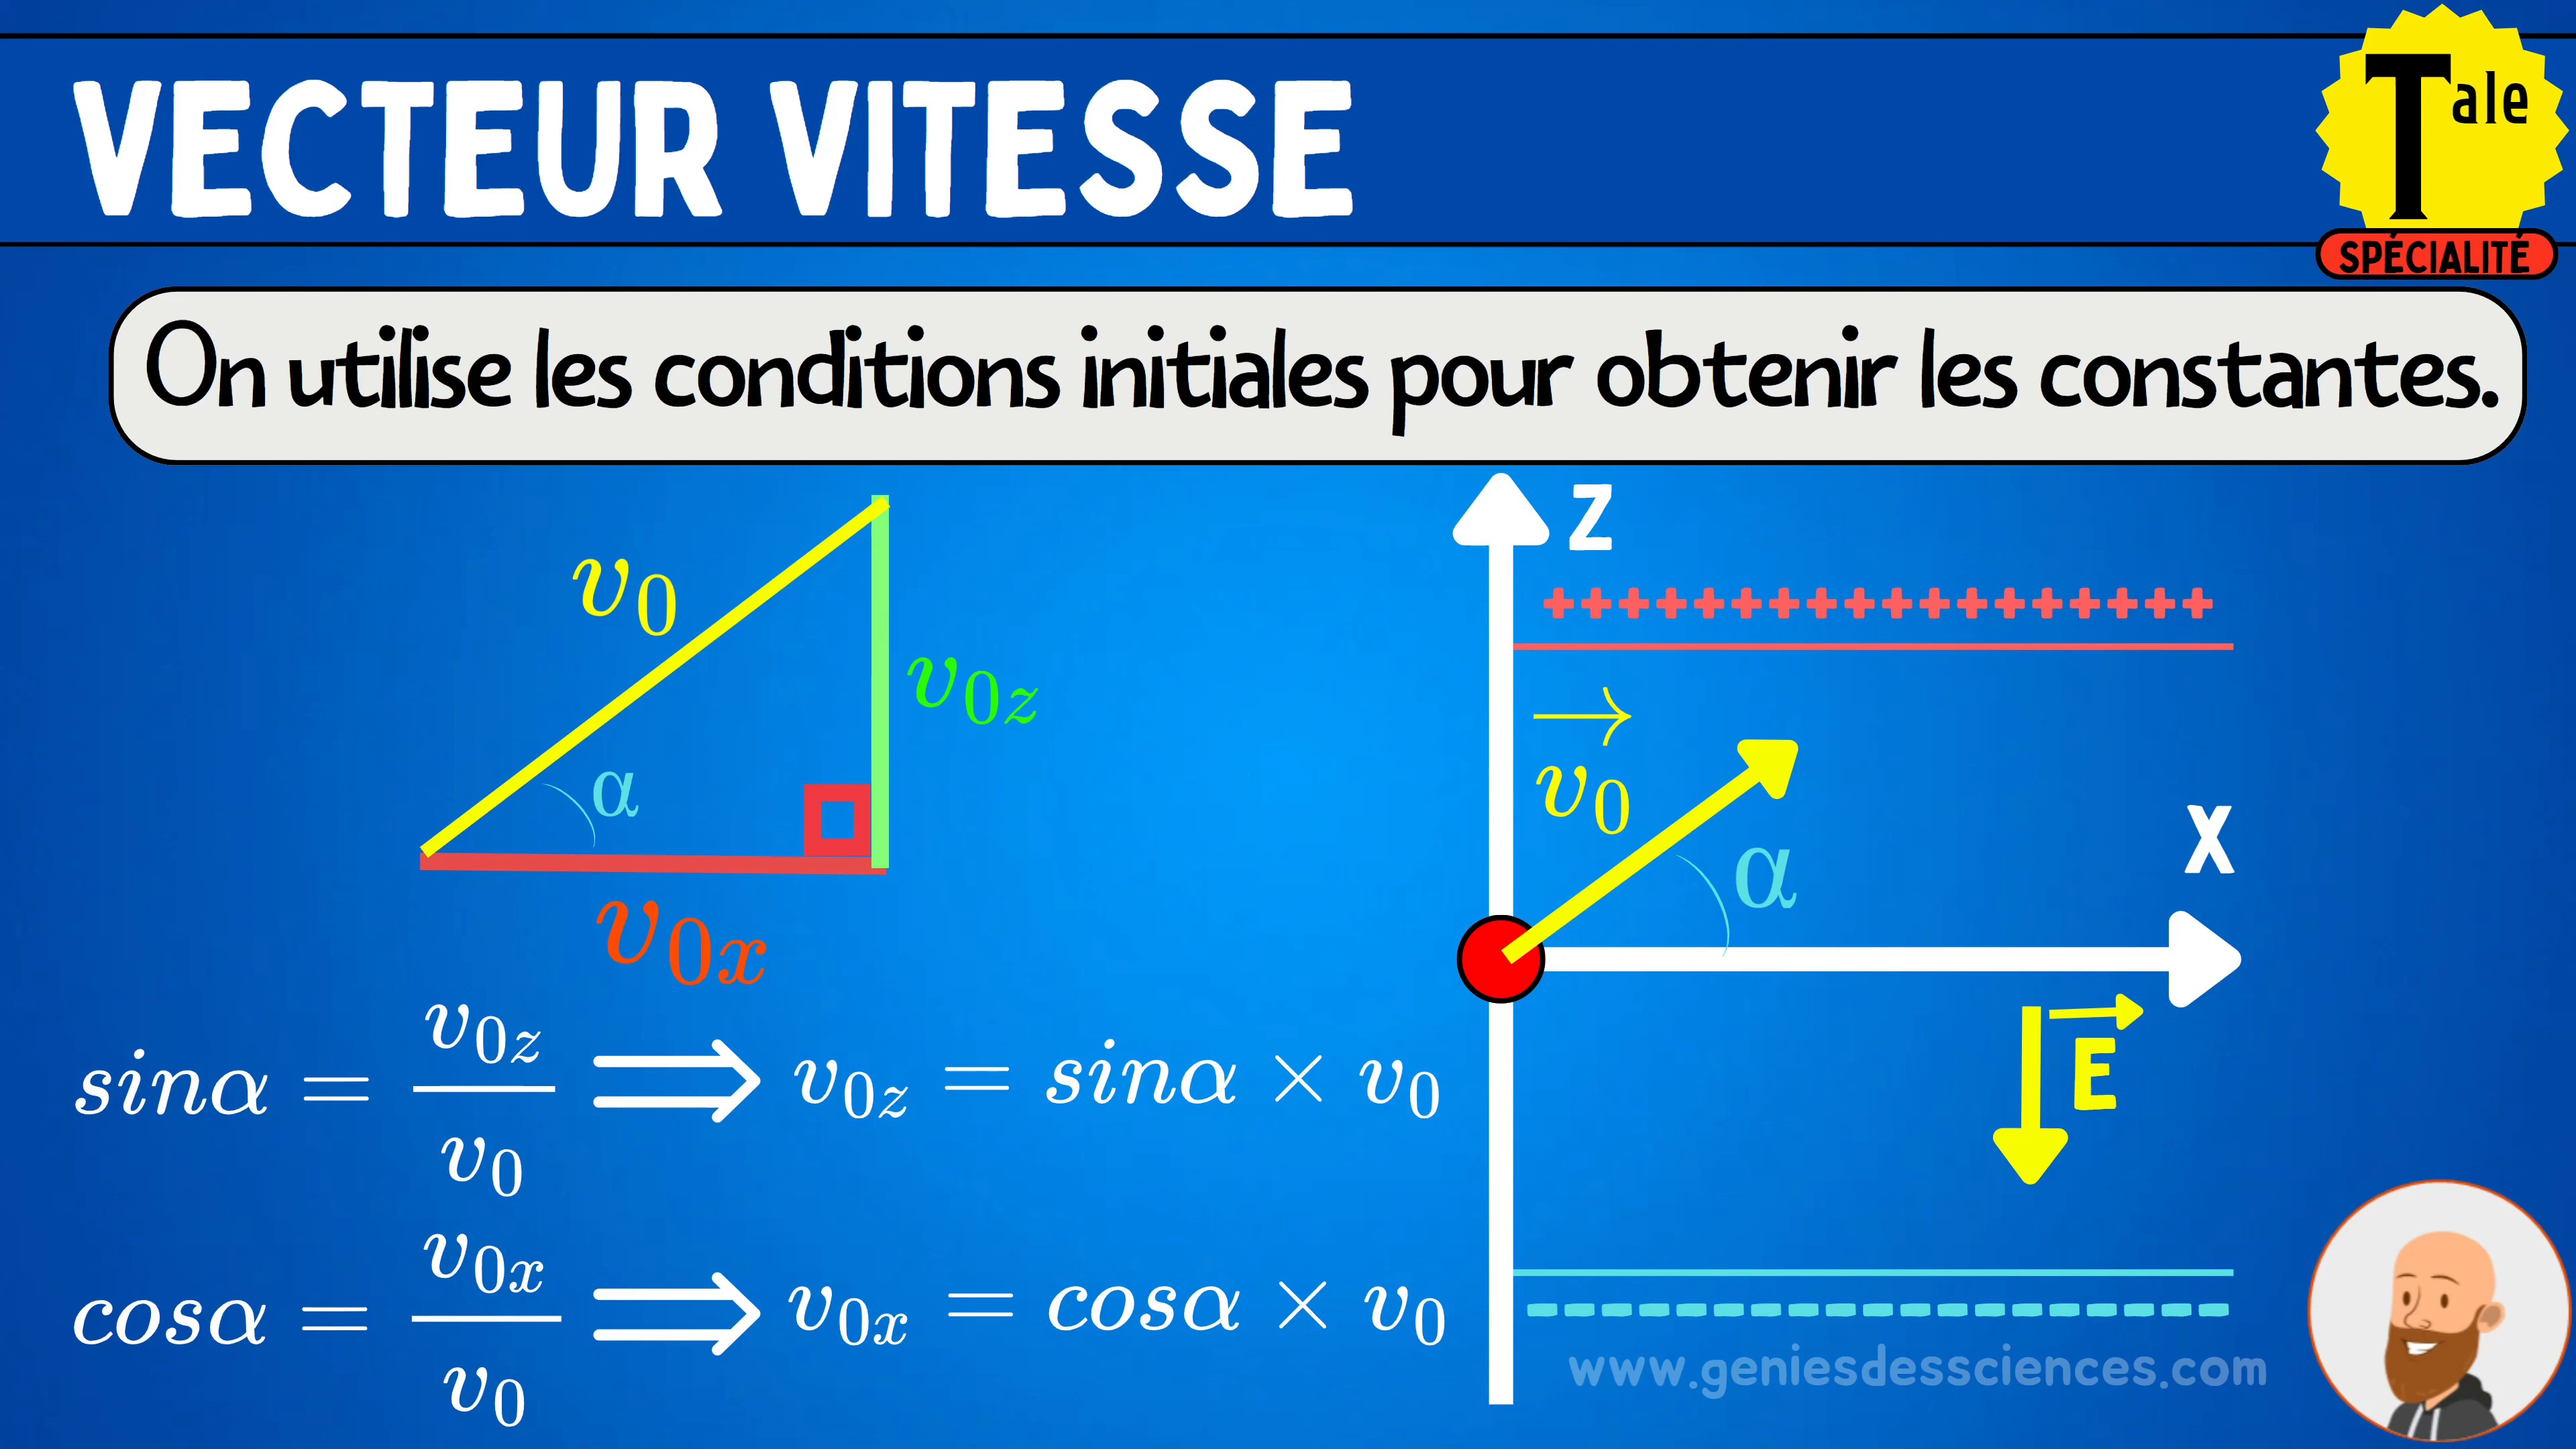 VECTEUR VITESSE
Tale
SPÉCIALITÉ
On utilise les conditions initiales pour obtenir les constantes.
v₀
v₀z
α
v₀ₓ
sinα = v₀z / v₀ ⟹ v₀z = sinα × v₀
cosα = v₀ₓ / v₀ ⟹ v₀ₓ = cosα × v₀
z
+ + + + + + + + + + + + + + + + + +
v₀
α
x
E
www.geniesdessciences.com